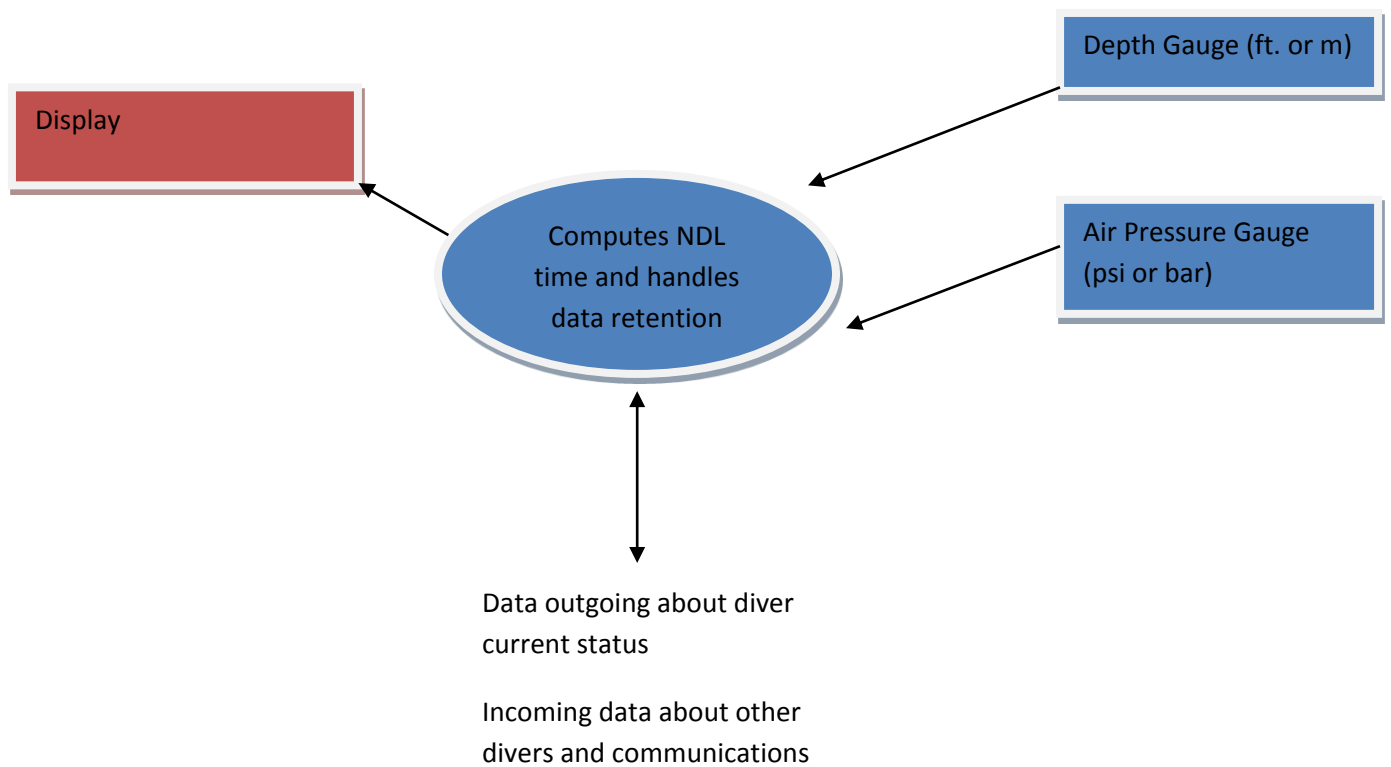 Depth Gauge (ft. or m)
Display
Computes NDL
time and handles
data retention
Air Pressure Gauge
(psi or bar)
Data outgoing about diver
current status
Incoming data about other
divers and communications